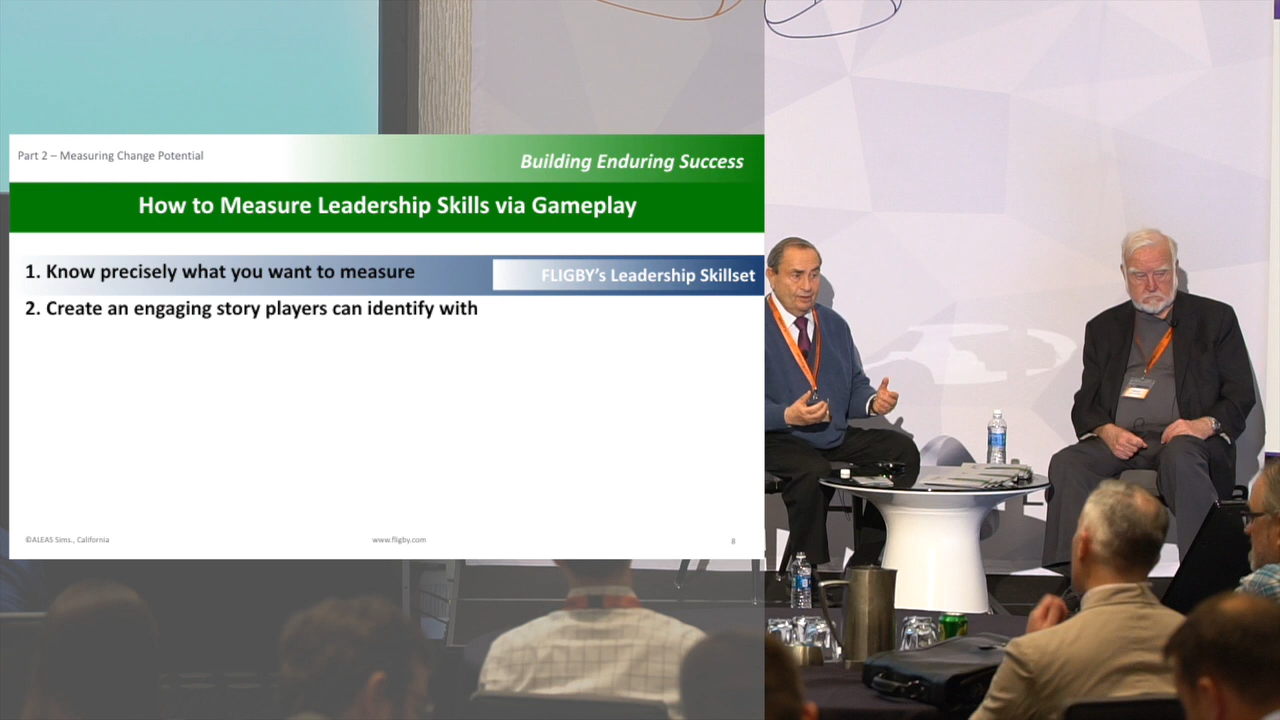 Part 2 – Measuring Change Potential
Building Enduring Success
How to Measure Leadership Skills via Gameplay
1. Know precisely what you want to measure
FLIGBY's Leadership Skillset
2. Create an engaging story players can identify with
©ALEAS Sims., California
www.fligby.com
8